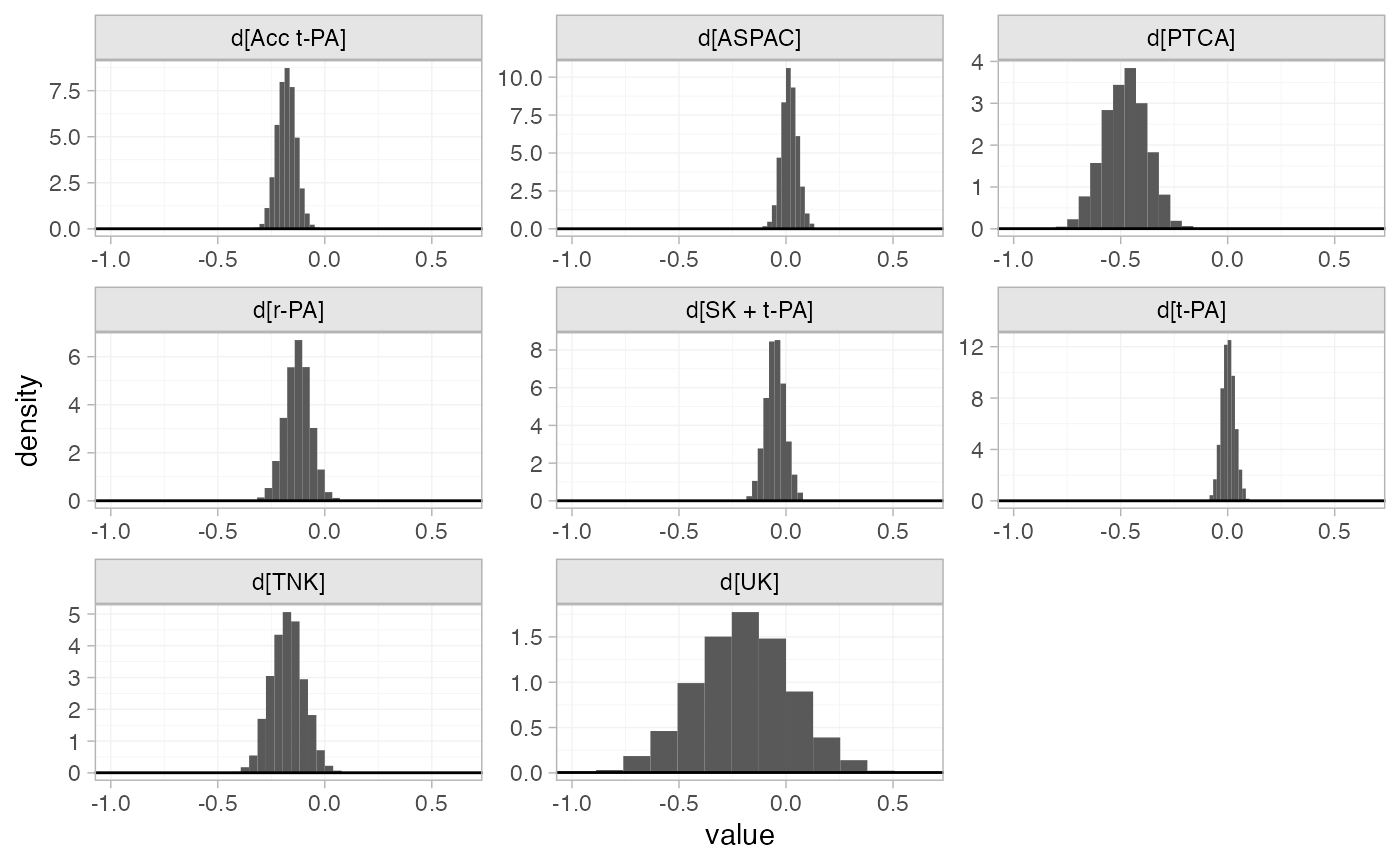 d[Acc t-PA] d[ASPAC] d[PTCA]
7.5 5.0 2.5 0.0
10.0 7.5 5.0 2.5 0.0
4 3 2 1 0
-1.0 -0.5 0.0 0.5 -1.0 -0.5 0.0 0.5 -1.0 -0.5 0.0 0.5
d[r-PA] d[SK + t-PA] d[t-PA]
6 4 2 0
8 6 4 2 0
12 8 4 0
-1.0 -0.5 0.0 0.5 -1.0 -0.5 0.0 0.5 -1.0 -0.5 0.0 0.5
density
d[TNK] d[UK]
5 4 3 2 1 0
1.5 1.0 0.5 0.0
-1.0 -0.5 0.0 0.5 -1.0 -0.5 0.0 0.5
value